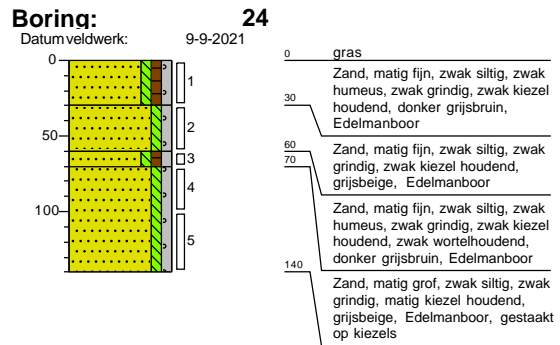 Boring: 24
Datum veldwerk: 9-9-2021
0
50
100
1
2
3
4
5
0 gras
Zand, matig fijn, zwak siltig, zwak
humeus, zwak grindig, zwak kiezel
houdend, donker grijsbruin,
Edelmanboor
30
Zand, matig fijn, zwak siltig, zwak
grindig, zwak kiezel houdend,
grijsbeige, Edelmanboor
60
70
Zand, matig fijn, zwak siltig, zwak
humeus, zwak grindig, zwak kiezel
houdend, zwak wortelhoudend,
donker grijsbruin, Edelmanboor
140
Zand, matig grof, zwak siltig, zwak
grindig, matig kiezel houdend,
grijsbeige, Edelmanboor, gestaakt
op kiezels